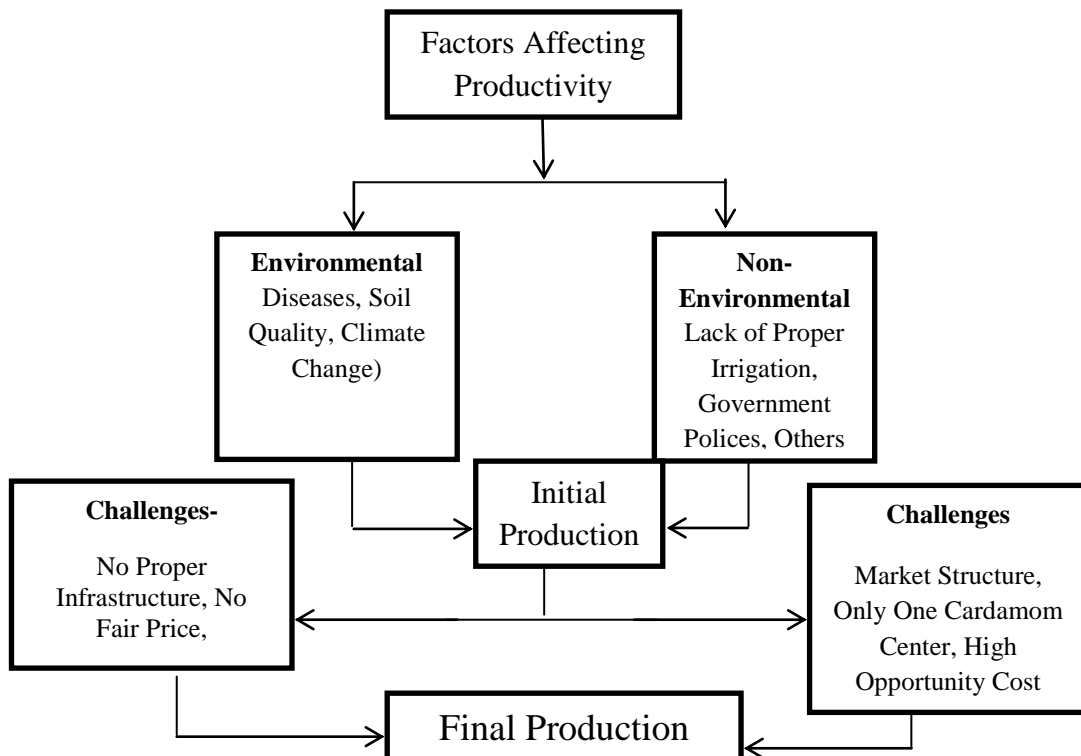 Factors Affecting
Productivity
Environmental
Diseases, Soil
Quality, Climate
Change)
Non-
Environmental
Lack of Proper
Irrigation,
Government
Polices, Others
Initial
Production
Challenges-
No Proper
Infrastructure, No
Fair Price,
Challenges
Market Structure,
Only One Cardamom
Center, High
Opportunity Cost
Final Production